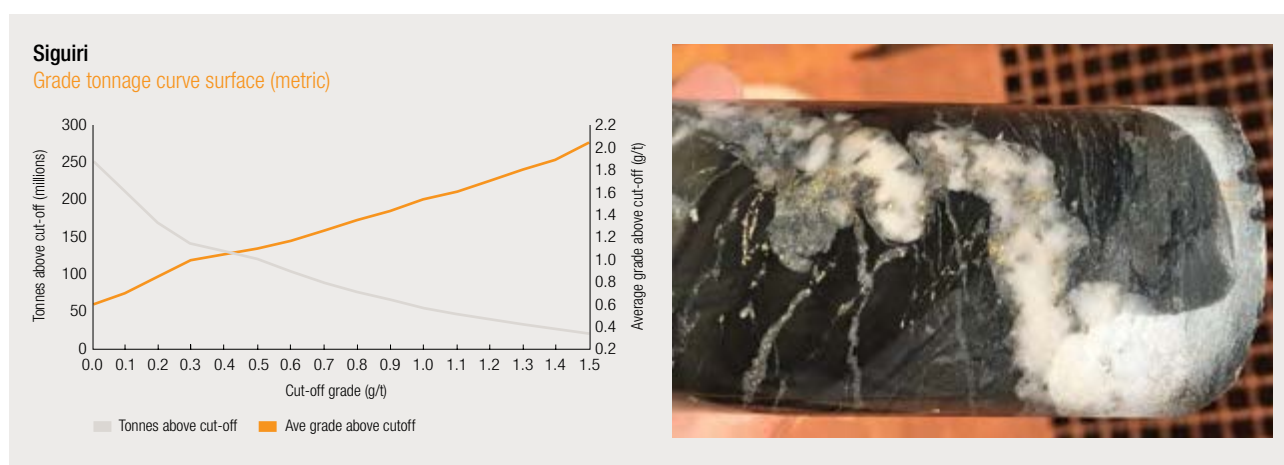 Siguiri
Grade tonnage curve surface (metric)
Tonnes above cut-off (millions)
300
250
200
150
100
50
0
2.2
2.0
1.8
1.6
1.4
1.2
1.0
0.8
0.6
0.4
0.2
Average grade above cut-off (g/t)
0.0 0.1 0.2 0.3 0.4 0.5 0.6 0.7 0.8 0.9 1.0 1.1 1.2 1.3 1.4 1.5
Cut-off grade (g/t)
Tonnes above cut-off Ave grade above cutoff